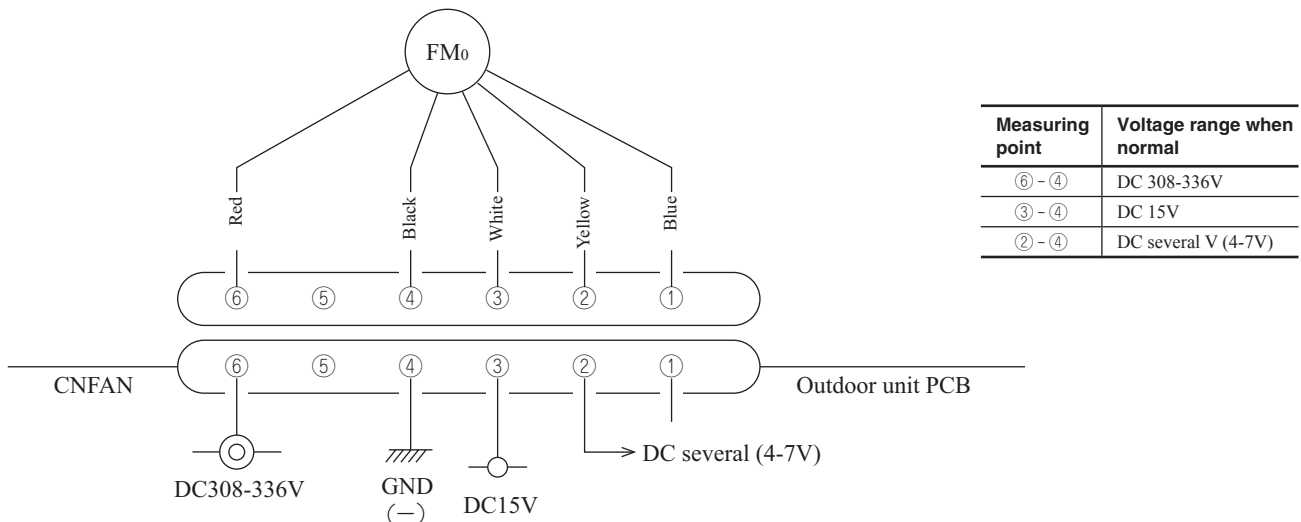 FM0
Red
Black
White
Yellow
Blue
⑥ ⑤ ④ ③ ② ①
⑥ ⑤ ④ ③ ② ①
CNFAN
Outdoor unit PCB
DC308-336V
GND
(−)
DC15V
DC several (4-7V)
Measuring point
Voltage range when normal
⑥ - ④ DC 308-336V
③ - ④ DC 15V
② - ④ DC several V (4-7V)